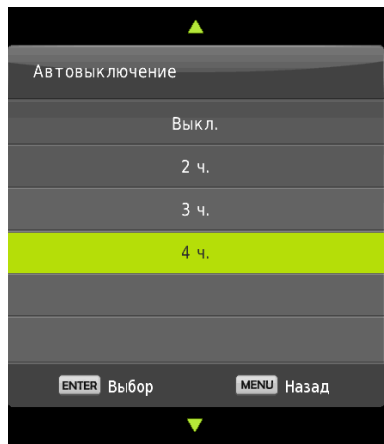 Автовыключение
Выкл.
2 ч.
3 ч.
4 ч.
ENTER Выбор MENU Назад